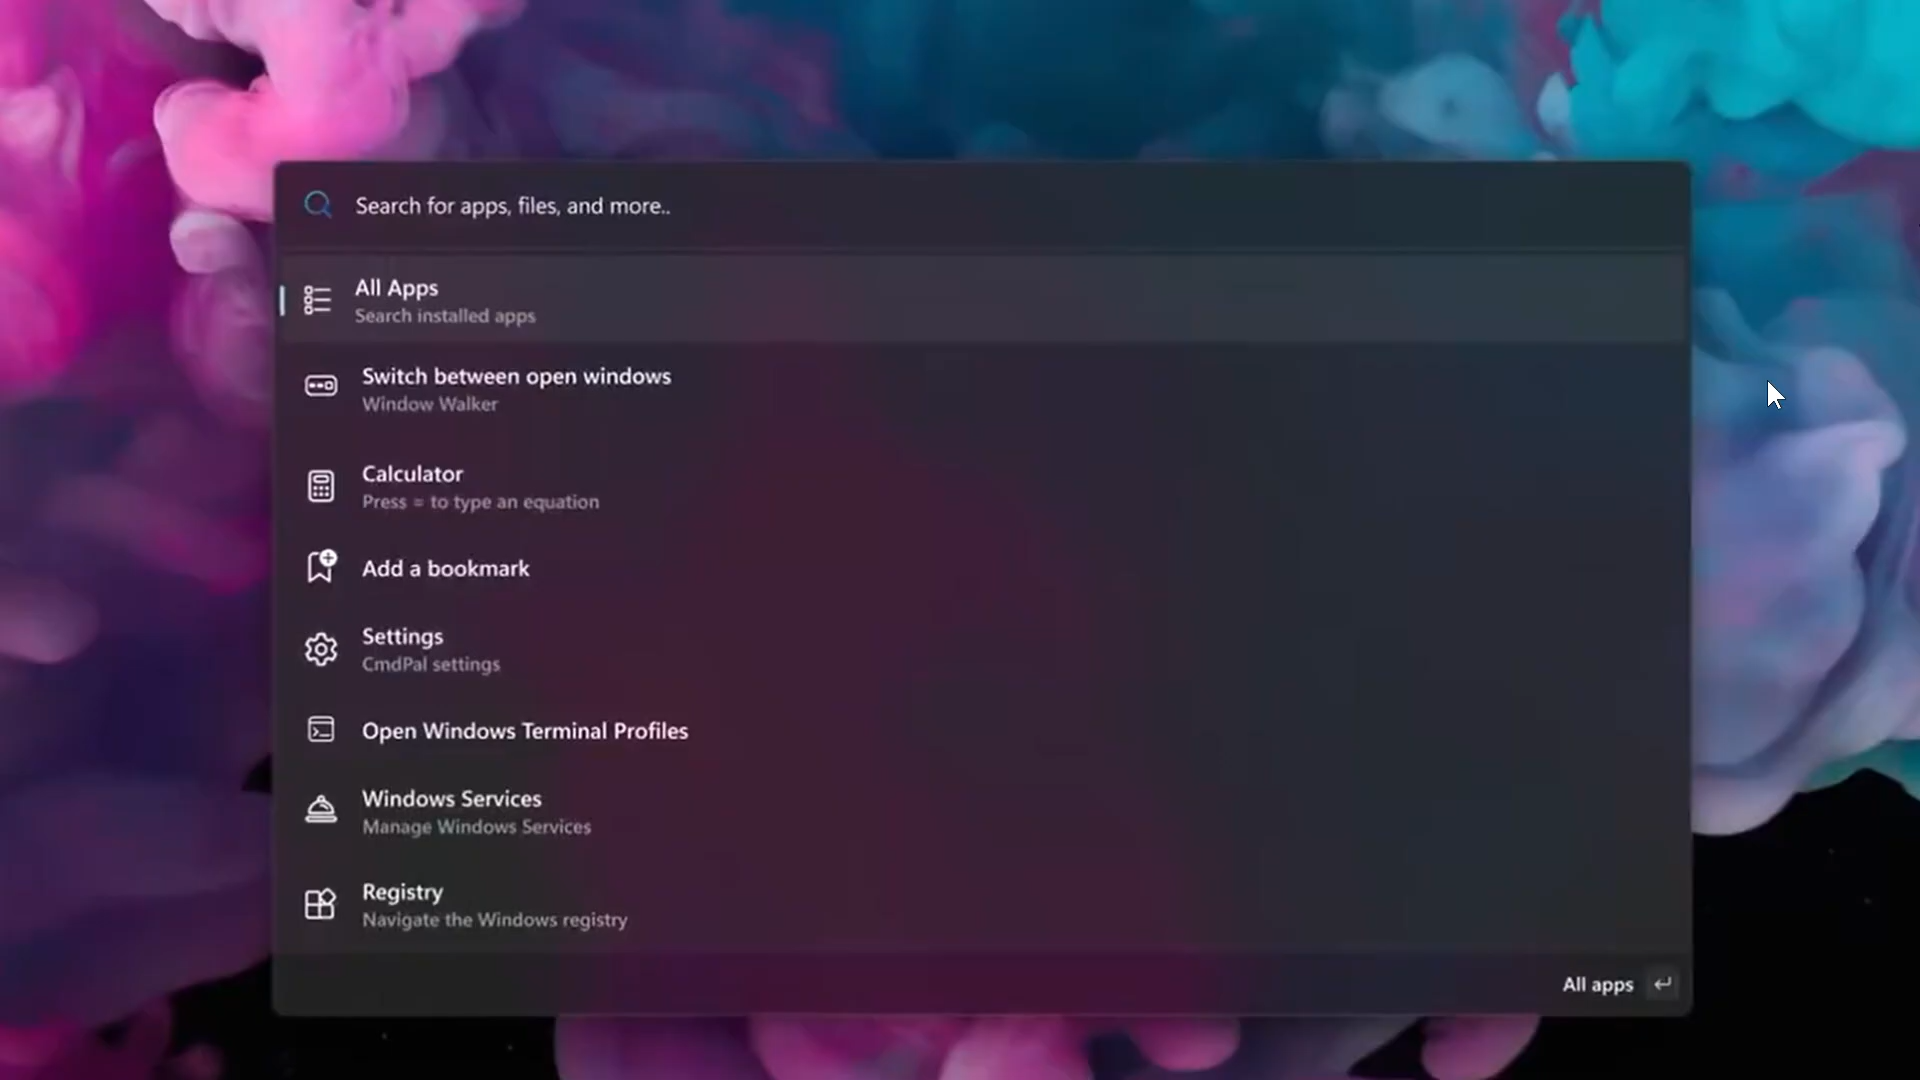 Search for apps, files, and more..
All Apps
Search installed apps
Switch between open windows
Window Walker
Calculator
Press = to type an equation
Add a bookmark
Settings
CmdPal settings
Open Windows Terminal Profiles
Windows Services
Manage Windows Services
Registry
Navigate the Windows registry
All apps